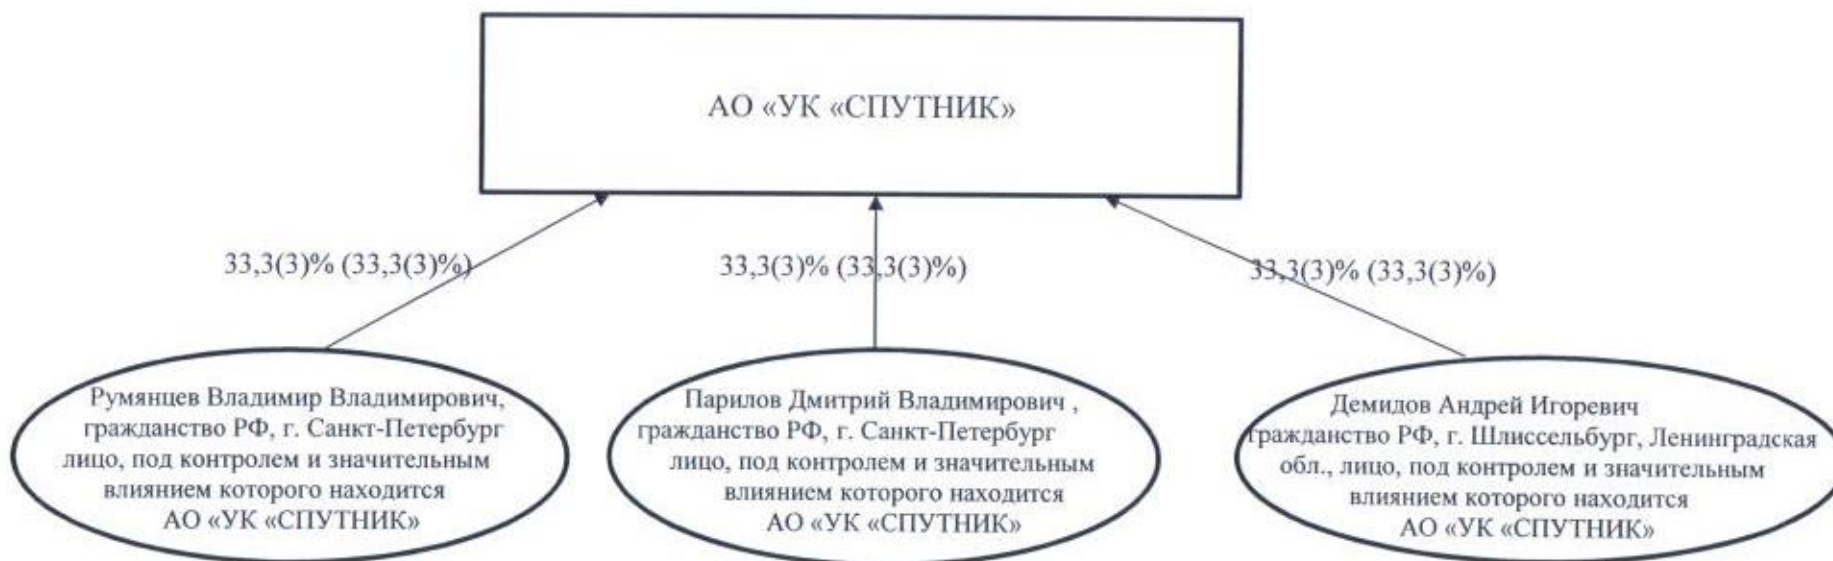 АО «УК «СПУТНИК»
33,3(3)% (33,3(3)%)
33,3(3)% (33,3(3)%)
33,3(3)% (33,3(3)%)
Румянцев Владимир Владимирович,
гражданство РФ, г. Санкт-Петербург
лицо, под контролем и значительным
влиянием которого находится
АО «УК «СПУТНИК»
Парилов Дмитрий Владимирович ,
гражданство РФ, г. Санкт-Петербург
лицо, под контролем и значительным
влиянием которого находится
АО «УК «СПУТНИК»
Демидов Андрей Игоревич
гражданство РФ, г. Шлиссельбург, Ленинградская
обл., лицо, под контролем и значительным
влиянием которого находится
АО «УК «СПУТНИК»